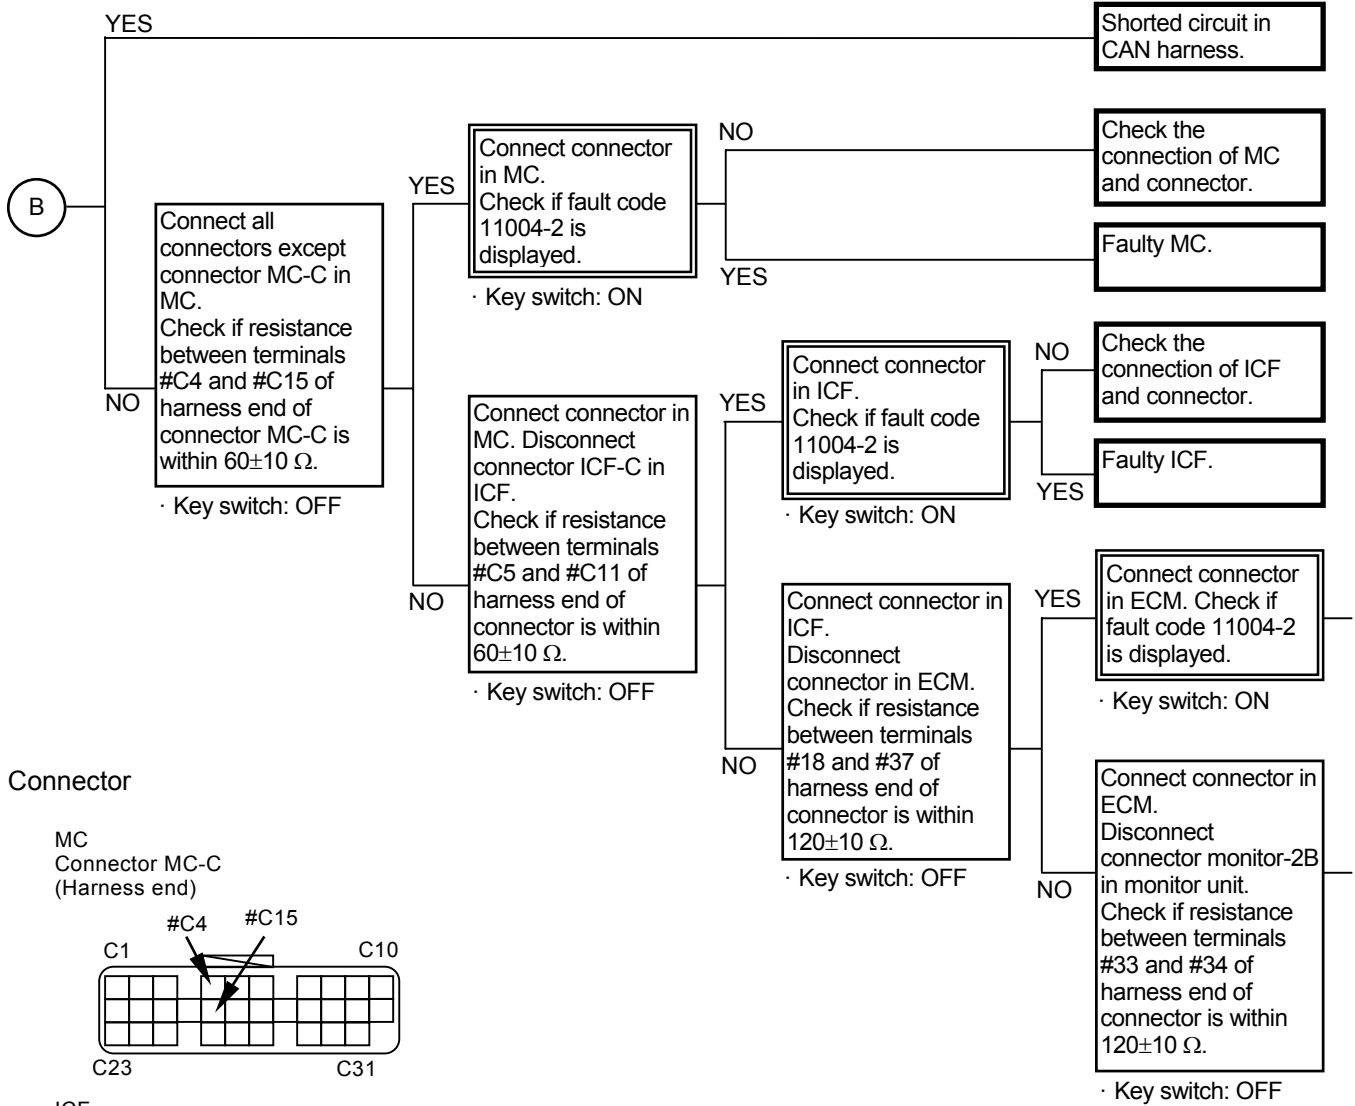 YES
Shorted circuit in
CAN harness.
B
NO
Connect all
connectors except
connector MC-C in
MC.
Check if resistance
between terminals
#C4 and #C15 of
harness end of
connector MC-C is
within 60±10 Ω.
· Key switch: OFF
YES
Connect connector
in MC.
Check if fault code
11004-2 is
displayed.
· Key switch: ON
NO
Check the
connection of MC
and connector.
YES
Faulty MC.
NO
Connect connector in
MC. Disconnect
connector ICF-C in
ICF.
Check if resistance
between terminals
#C5 and #C11 of
harness end of
connector is within
60±10 Ω.
· Key switch: OFF
YES
Connect connector
in ICF.
Check if fault code
11004-2 is
displayed.
· Key switch: ON
NO
Check the
connection of ICF
and connector.
YES
Faulty ICF.
NO
Connect connector in
ICF.
Disconnect
connector in ECM.
Check if resistance
between terminals
#18 and #37 of
harness end of
connector is within
120±10 Ω.
· Key switch: OFF
YES
Connect connector
in ECM. Check if
fault code 11004-2
is displayed.
· Key switch: ON
NO
Connect connector in
ECM.
Disconnect
connector monitor-2B
in monitor unit.
Check if resistance
between terminals
#33 and #34 of
harness end of
connector is within
120±10 Ω.
· Key switch: OFF
Connector
MC
Connector MC-C
(Harness end)
#C4
#C15
C1
C10
C23
C31